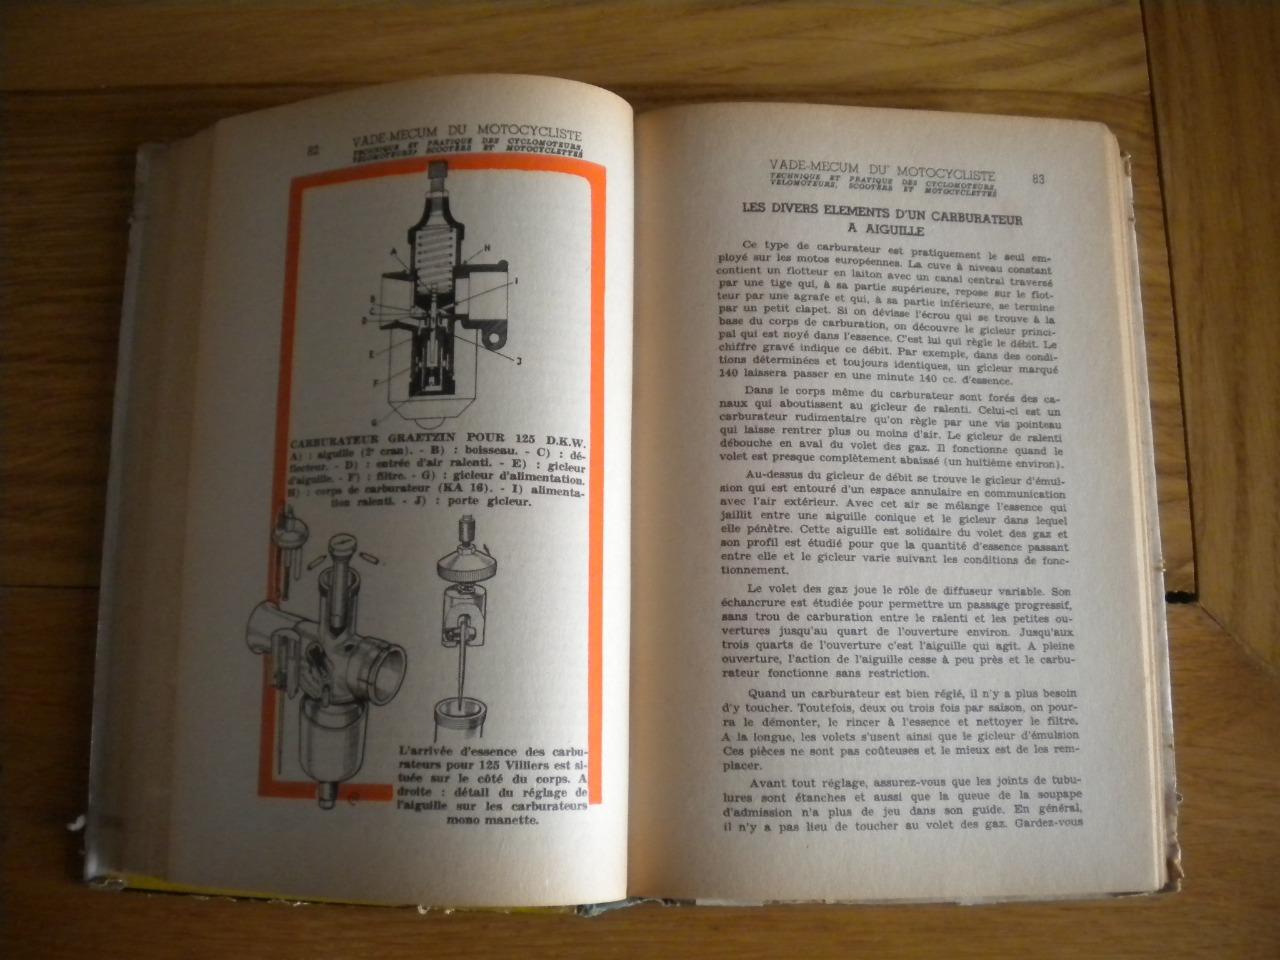 82
VADE-MECUM DU MOTOCYCLISTE
TECHNIQUE ET PRATIQUE DES CYCLOMOTEURS,
VELOMOTEURS, SCOOTERS ET MOTOCYCLETTES
A
H
I
B
C
D
E
J
F
G
CARBURATEUR GRAETZIN POUR 125 D.K.W.
A) : aiguille (2e cran). - B) : boisseau. - C) : dé-
flecteur. - D) : entrée d'air ralenti. - E) : gicleur
d'aiguille. - F) : filtre. - G) : gicleur d'alimentation.
H) : corps de carburateur (KA 16). - I) alimenta-
tion ralenti. - J) : porte gicleur.
L'arrivée d'essence des carbu-
rateurs pour 125 Villiers est si-
tuée sur le côté du corps. A
droite : détail du réglage de
l'aiguille sur les carburateurs
mono manette.
VADE-MECUM DU MOTOCYCLISTE
83
TECHNIQUE ET PRATIQUE DES CYCLOMOTEURS,
VELOMOTEURS, SCOOTERS ET MOTOCYCLETTES
LES DIVERS ELEMENTS D'UN CARBURATEUR
A AIGUILLE
Ce type de carburateur est pratiquement le seul em-
ployé sur les motos européennes. La cuve à niveau constant
contient un flotteur en laiton avec un canal central traversé
par une tige qui, à sa partie supérieure, repose sur le flot-
teur par une agrafe et qui, à sa partie inférieure, se termine
par un petit clapet. Si on dévisse l'écrou qui se trouve à la
base du corps de carburation, on découvre le gicleur princi-
pal qui est noyé dans l'essence. C'est lui qui règle le débit. Le
chiffre gravé indique ce débit. Par exemple, dans des condi-
tions déterminées et toujours identiques, un gicleur marqué
140 laissera passer en une minute 140 cc. d'essence.
Dans le corps même du carburateur sont forés des ca-
naux qui aboutissent au gicleur de ralenti. Celui-ci est un
carburateur rudimentaire qu'on règle par une vis pointeau
qui laisse rentrer plus ou moins d'air. Le gicleur de ralenti
débouche en aval du volet des gaz. Il fonctionne quand le
volet est presque complètement abaissé (un huitième environ).
Au-dessus du gicleur de débit se trouve le gicleur d'émul-
sion qui est entouré d'un espace annulaire en communication
avec l'air extérieur. Avec cet air se mélange l'essence qui
jaillit entre une aiguille conique et le gicleur dans lequel
elle pénètre. Cette aiguille est solidaire du volet des gaz et
son profil est étudié pour que la quantité d'essence passant
entre elle et le gicleur varie suivant les conditions de fonc-
tionnement.
Le volet des gaz joue le rôle de diffuseur variable. Son
échancrure est étudiée pour permettre un passage progressif,
sans trou de carburation entre le ralenti et les petites ou-
vertures jusqu'au quart de l'ouverture environ. Jusqu'aux
trois quarts de l'ouverture c'est l'aiguille qui agit. A pleine
ouverture, l'action de l'aiguille cesse à peu près et le carbu-
rateur fonctionne sans restriction.
Quand un carburateur est bien réglé, il n'y a plus besoin
d'y toucher. Toutefois, deux ou trois fois par saison, on pour-
ra le démonter, le rincer à l'essence et nettoyer le filtre.
A la longue, les volets s'usent ainsi que le gicleur d'émulsion
Ces pièces ne sont pas coûteuses et le mieux est de les rem-
placer.
Avant tout réglage, assurez-vous que les joints de tubu-
lures sont étanches et aussi que la queue de la soupape
d'admission n'a plus de jeu dans son guide. En général,
il n'y a pas lieu de toucher au volet des gaz. Gardez-vous